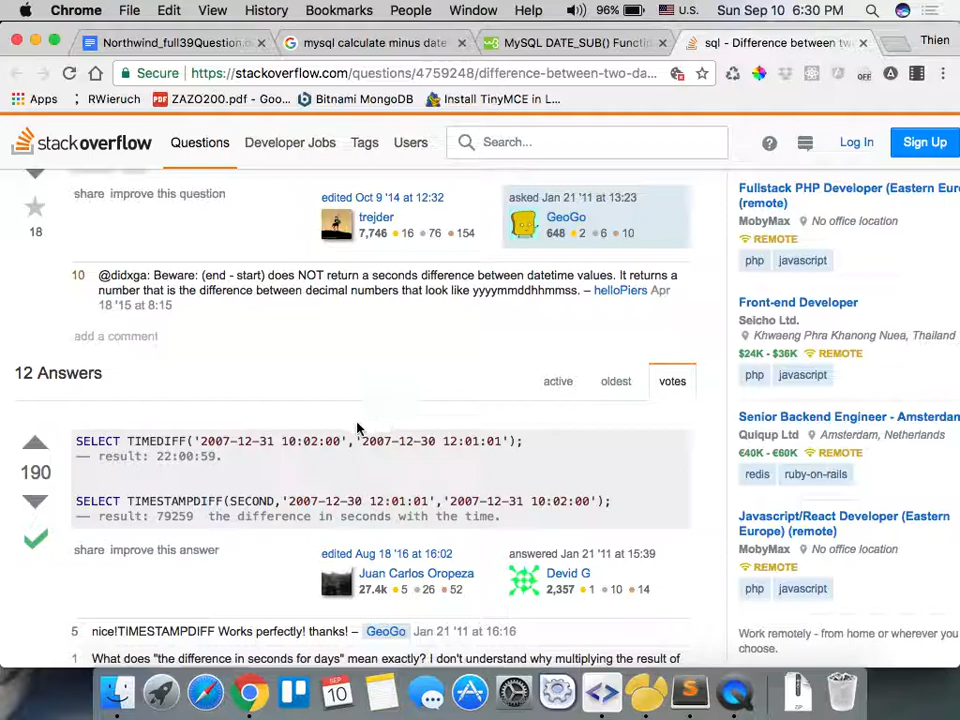 Chrome File Edit View History Bookmarks People Window Help 96% U.S. Sun Sep 10 6:30 PM
Northwind_full39Question.d × mysql calculate minus date × MySQL DATE_SUB() Functi × sql - Difference between tw × Thien
Secure https://stackoverflow.com/questions/4759248/difference-between-two-da... OFF
Apps RWieruch PDF ZAZO200.pdf - Goo... Bitnami MongoDB Install TinyMCE in L...
stackoverflow Questions Developer Jobs Tags Users Search... ? Log In Sign Up
share improve this question
18
edited Oct 9 '14 at 12:32
trejder
7,746 16 76 154
asked Jan 21 '11 at 13:23
GeoGo
648 2 6 10
10 @didxga: Beware: (end - start) does NOT return a seconds difference between datetime values. It returns a
number that is the difference between decimal numbers that look like yyyymmddhhmmss. – helloPiers Apr
18 '15 at 8:15
add a comment
12 Answers
active oldest votes
190
SELECT TIMEDIFF('2007-12-31 10:02:00','2007-12-30 12:01:01');
-- result: 22:00:59.
SELECT TIMESTAMPDIFF(SECOND,'2007-12-30 12:01:01','2007-12-31 10:02:00');
-- result: 79259 the difference in seconds with the time.
share improve this answer
edited Aug 18 '16 at 16:02
Juan Carlos Oropeza
27.4k 5 26 52
answered Jan 21 '11 at 15:39
Devid G
2,357 1 10 14
5 nice!TIMESTAMPDIFF Works perfectly! thanks! – GeoGo Jan 21 '11 at 16:16
1 What does "the difference in seconds for days" mean exactly? I don't understand why multiplying the result of
Fullstack PHP Developer (Eastern Euro
(remote)
MobyMax No office location
REMOTE
php javascript
Front-end Developer
Seicho Ltd.
Khwaeng Phra Khanong Nuea, Thailand
$24K - $36K REMOTE
php javascript
Senior Backend Engineer - Amsterdam
Quiqup Ltd Amsterdam, Netherlands
€40K - €60K REMOTE
redis ruby-on-rails
Javascript/React Developer (Eastern
Europe) (remote)
MobyMax No office location
REMOTE
php javascript
Work remotely - from home or wherever you
choose.
SEP
10
ZIP